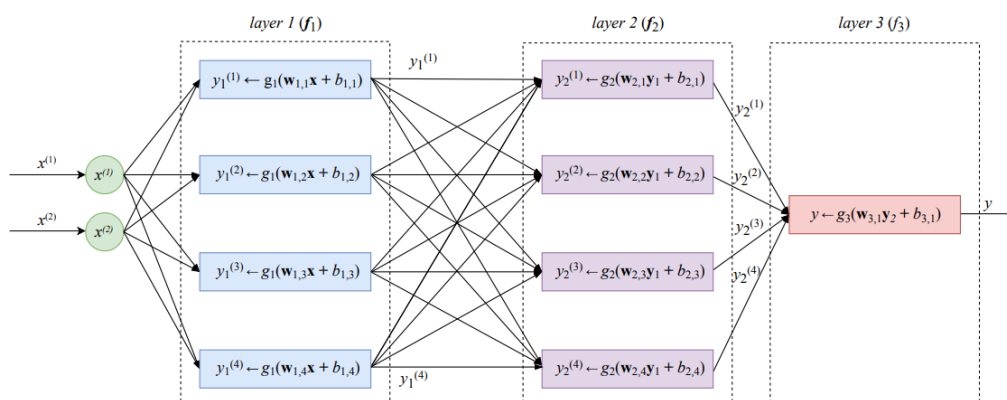 layer 1 (f₁)
layer 2 (f₂)
layer 3 (f₃)
y₁⁽¹⁾ ← g₁(w₁,₁x + b₁,₁)
y₁⁽¹⁾
y₂⁽¹⁾ ← g₂(w₂,₁y₁ + b₂,₁)
y₂⁽¹⁾
x⁽¹⁾
x⁽¹⁾
y₁⁽²⁾ ← g₁(w₁,₂x + b₁,₂)
y₂⁽²⁾ ← g₂(w₂,₂y₁ + b₂,₂)
y₂⁽²⁾
x⁽²⁾
x⁽²⁾
y ← g₃(w₃,₁y₂ + b₃,₁)
y
y₂⁽³⁾
y₁⁽³⁾ ← g₁(w₁,₃x + b₁,₃)
y₂⁽³⁾ ← g₂(w₂,₃y₁ + b₂,₃)
y₂⁽⁴⁾
y₁⁽⁴⁾ ← g₁(w₁,₄x + b₁,₄)
y₁⁽⁴⁾
y₂⁽⁴⁾ ← g₂(w₂,₄y₁ + b₂,₄)